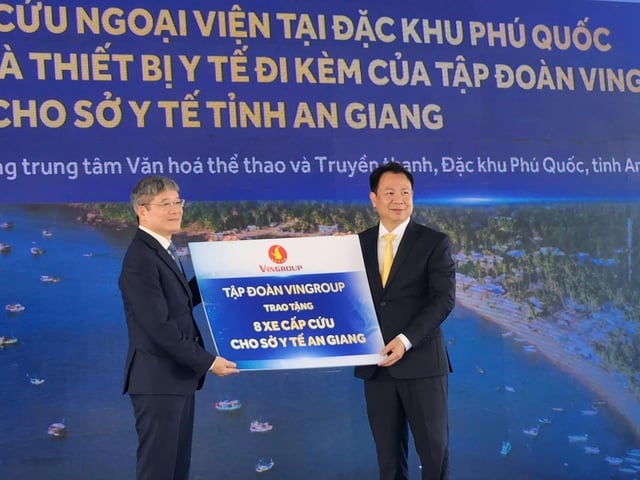 CỨU NGOẠI VIỆN TẠI ĐẶC KHU PHÚ QUỐC
À THIẾT BỊ Y TẾ ĐI KÈM CỦA TẬP ĐOÀN VING
CHO SỞ Y TẾ TỈNH AN GIANG
ng trung tâm Văn hoá thể thao và Truyền thanh, Đặc khu Phú Quốc, tỉnh An
VINGROUP
TẬP ĐOÀN VINGROUP
TRAO TẶNG
8 XE CẤP CỨU
CHO SỞ Y TẾ AN GIANG